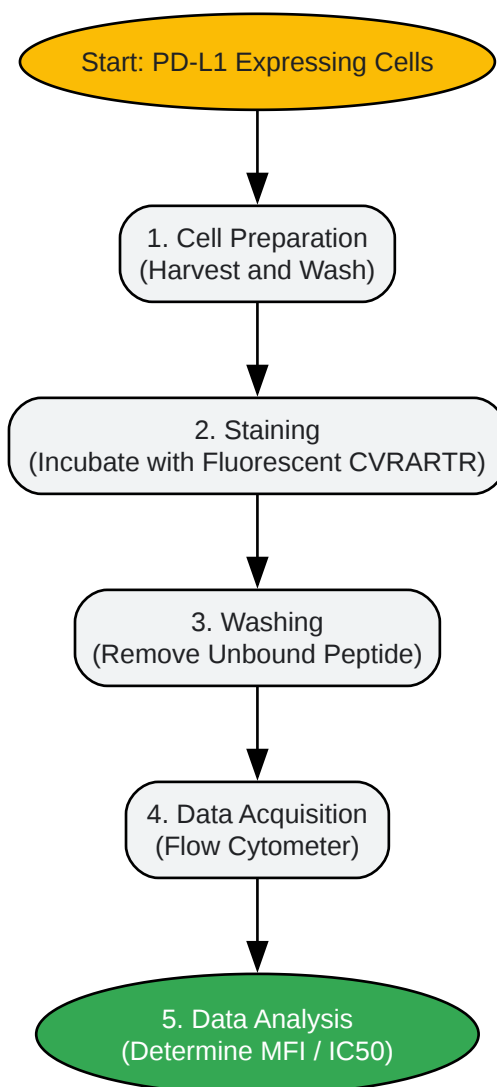 Start: PD-L1 Expressing Cells
1. Cell Preparation
(Harvest and Wash)
2. Staining
(Incubate with Fluorescent CVRARTR)
3. Washing
(Remove Unbound Peptide)
4. Data Acquisition
(Flow Cytometer)
5. Data Analysis
(Determine MFI / IC50)